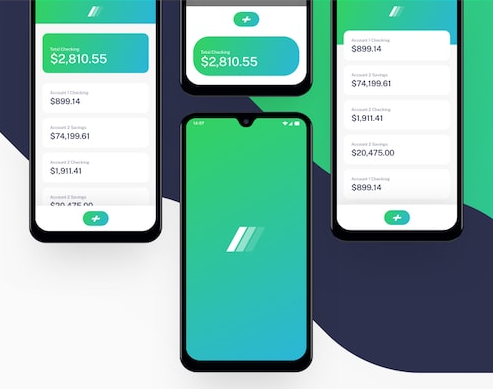 Total Checking
$2,810.55
Account 1 Checking
$899.14
Account 2 Savings
$74,199.61
Account 2 Checking
$1,911.41
Account 2 Savings
$20,475.00
Total Checking
$2,810.55
Account 1 Checking
$899.14
Account 2 Savings
$74,199.61
Account 2 Checking
$1,911.41
Account 2 Savings
$20,475.00
Account 1 Checking
$899.14